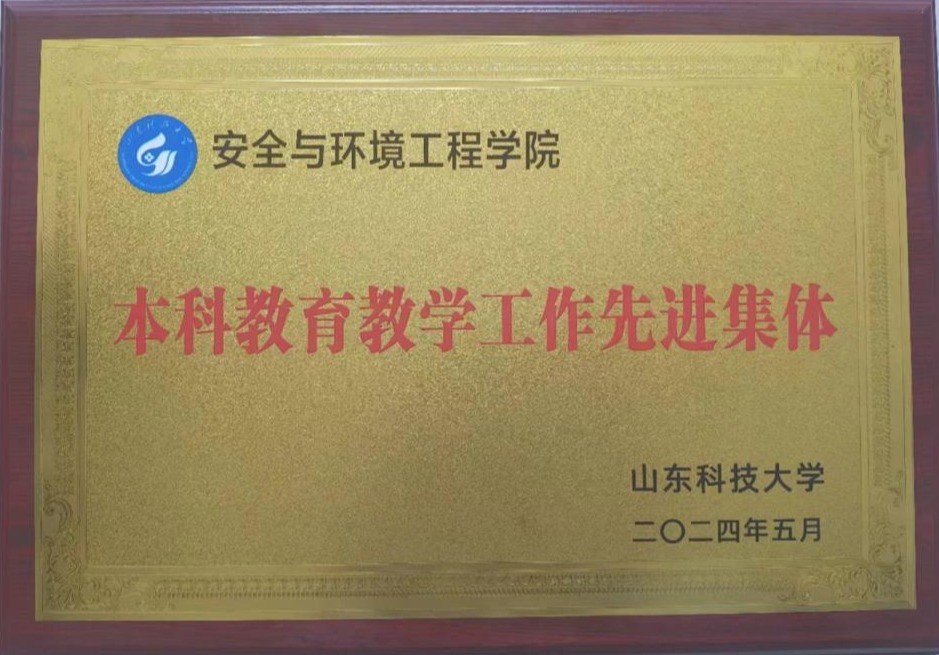 安全与环境工程学院
本科教育教学工作先进集体
山东科技大学
二〇二四年五月